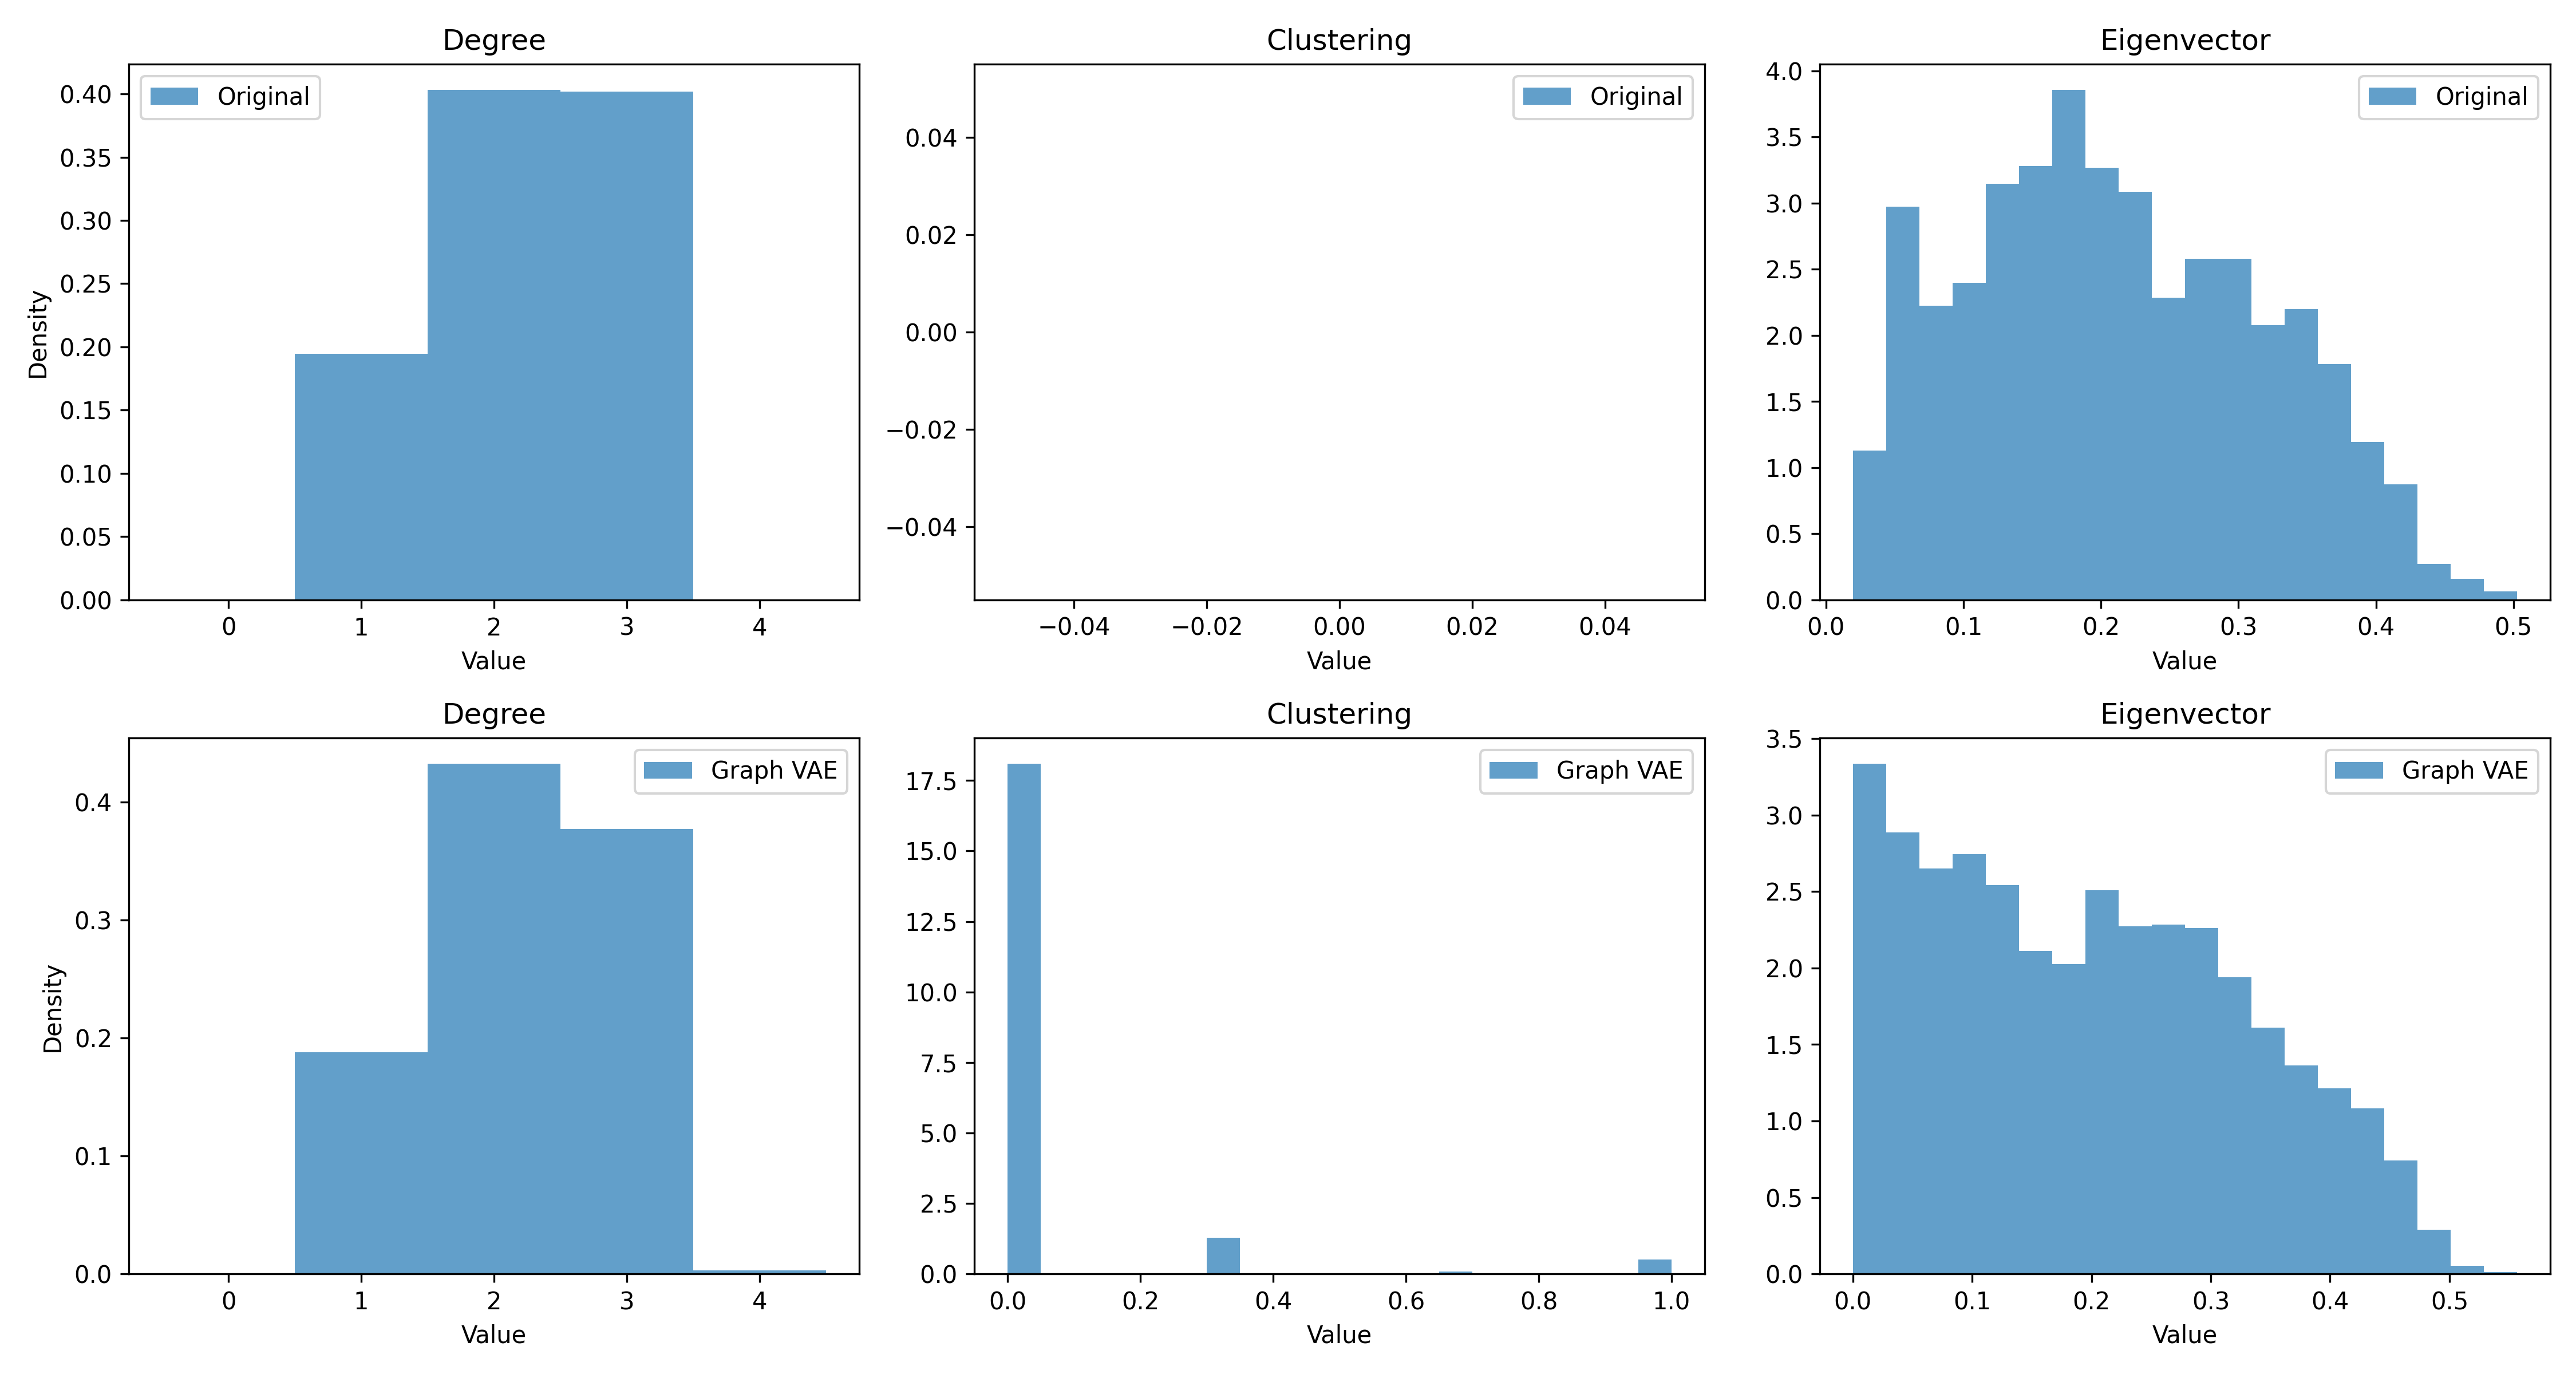 Degree
Original
0.40
0.35
0.30
0.25
0.20
0.15
0.10
0.05
0.00
Density
0 1 2 3 4
Value
Clustering
Original
0.04
0.02
0.00
−0.02
−0.04
−0.04 −0.02 0.00 0.02 0.04
Value
Eigenvector
Original
4.0
3.5
3.0
2.5
2.0
1.5
1.0
0.5
0.0
0.0 0.1 0.2 0.3 0.4 0.5
Value
Degree
Graph VAE
0.4
0.3
0.2
0.1
0.0
Density
0 1 2 3 4
Value
Clustering
Graph VAE
17.5
15.0
12.5
10.0
7.5
5.0
2.5
0.0
0.0 0.2 0.4 0.6 0.8 1.0
Value
Eigenvector
Graph VAE
3.5
3.0
2.5
2.0
1.5
1.0
0.5
0.0
0.0 0.1 0.2 0.3 0.4 0.5
Value